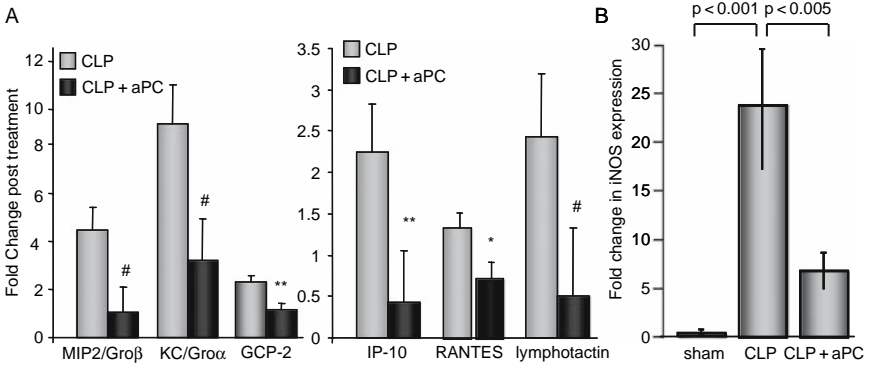 A
Fold Change post treatment
12
10
8
6
4
2
0
CLP
CLP + aPC
#
#
**
MIP2/Groβ
KC/Groα
GCP-2
3.5
3
2.5
2
1.5
1
0.5
0
CLP
CLP + aPC
**
*
#
IP-10
RANTES
lymphotactin
B
p < 0.001
p < 0.005
Fold change in iNOS expression
30
25
20
15
10
5
0
sham
CLP
CLP + aPC